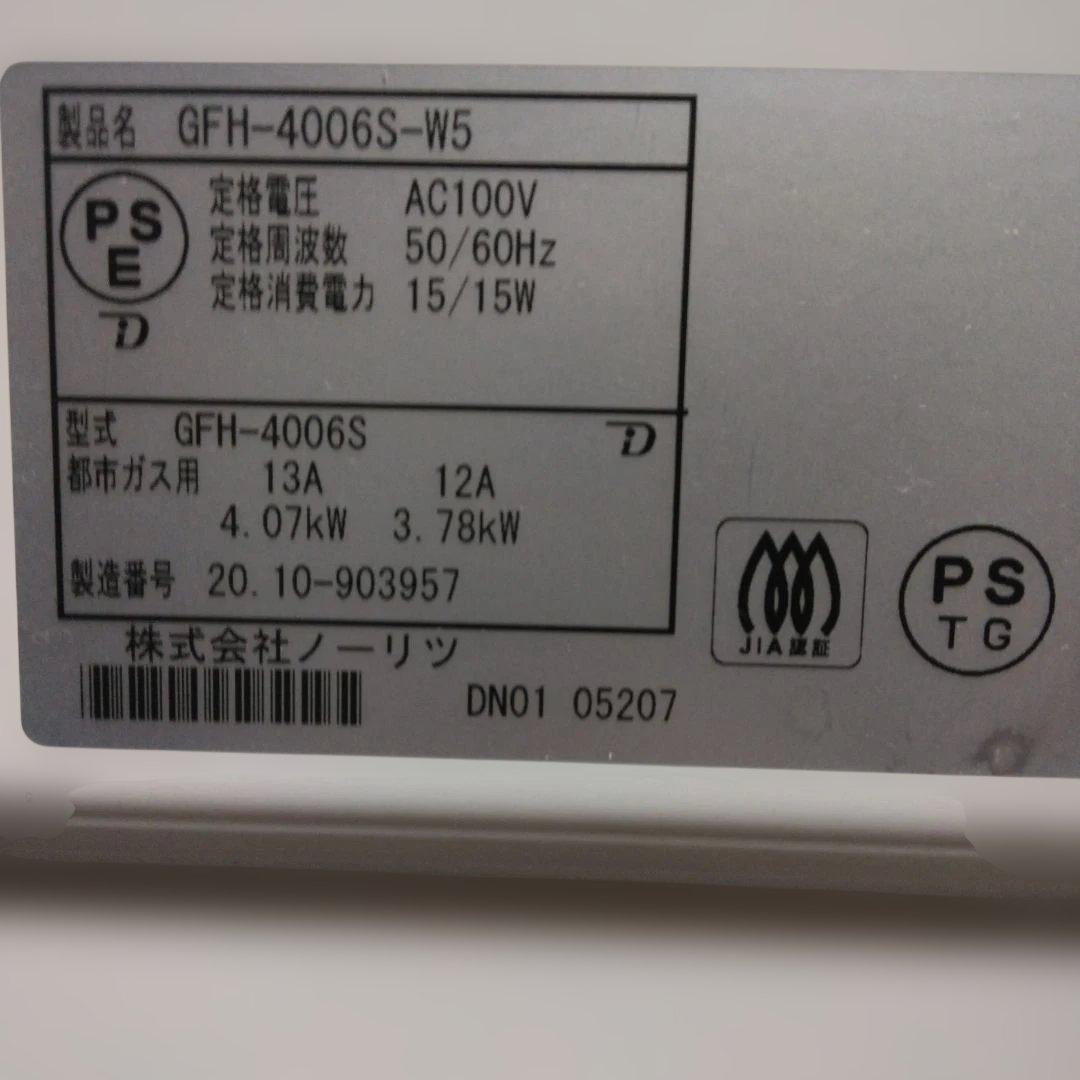 製品名 GFH-4006S-W5
PS
E
定格電圧 AC100V
定格周波数 50/60Hz
定格消費電力 15/15W
型式 GFH-4006S
都市ガス用 13A 12A
4.07kW 3.78kW
製造番号 20.10-903957
株式会社ノーリツ
DN01 05207
JIA認証
PS
TG